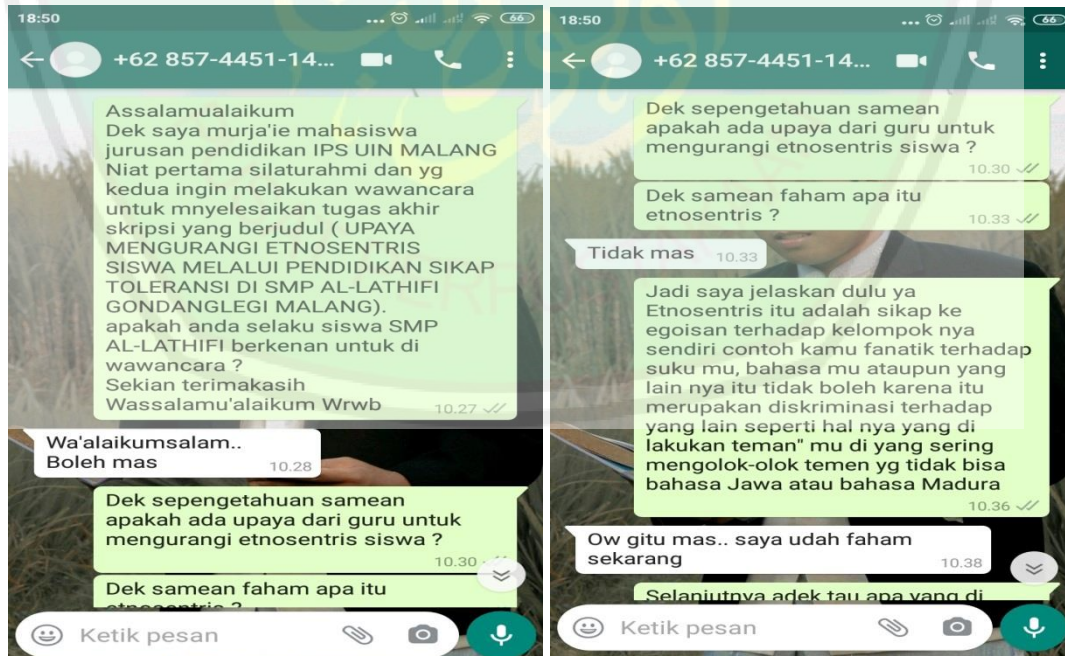 18:50
66
+62 857-4451-14...
Assalamualaikum
Dek saya murja'ie mahasiswa
jurusan pendidikan IPS UIN MALANG
Niat pertama silaturahmi dan yg
kedua ingin melakukan wawancara
untuk mnyelesaikan tugas akhir
skripsi yang berjudul ( UPAYA
MENGURANGI ETNOSENTRIS
SISWA MELALUI PENDIDIKAN SIKAP
TOLERANSI DI SMP AL-LATHIFI
GONDANGLEGI MALANG).
apakah anda selaku siswa SMP
AL-LATHIFI berkenan untuk di
wawancara ?
Sekian terimakasih
Wassalamu'alaikum Wrwb
10.27
Wa'alaikumsalam..
Boleh mas
10.28
Dek sepengetahuan samean
apakah ada upaya dari guru untuk
mengurangi etnosentris siswa ?
10.30
Dek samean faham apa itu
etnosentris ?
Ketik pesan
18:50
66
+62 857-4451-14...
Dek sepengetahuan samean
apakah ada upaya dari guru untuk
mengurangi etnosentris siswa ?
10.30
Dek samean faham apa itu
etnosentris ?
10.33
Tidak mas
10.33
Jadi saya jelaskan dulu ya
Etnosentris itu adalah sikap ke
egoisan terhadap kelompok nya
sendiri contoh kamu fanatik terhadap
suku mu, bahasa mu ataupun yang
lain nya itu tidak boleh karena itu
merupakan diskriminasi terhadap
yang lain seperti hal nya yang di
lakukan teman" mu di yang sering
mengolok-olok temen yg tidak bisa
bahasa Jawa atau bahasa Madura
10.36
Ow gitu mas.. saya udah faham
sekarang
10.38
Selanjutnya adek tau apa yang di
Ketik pesan